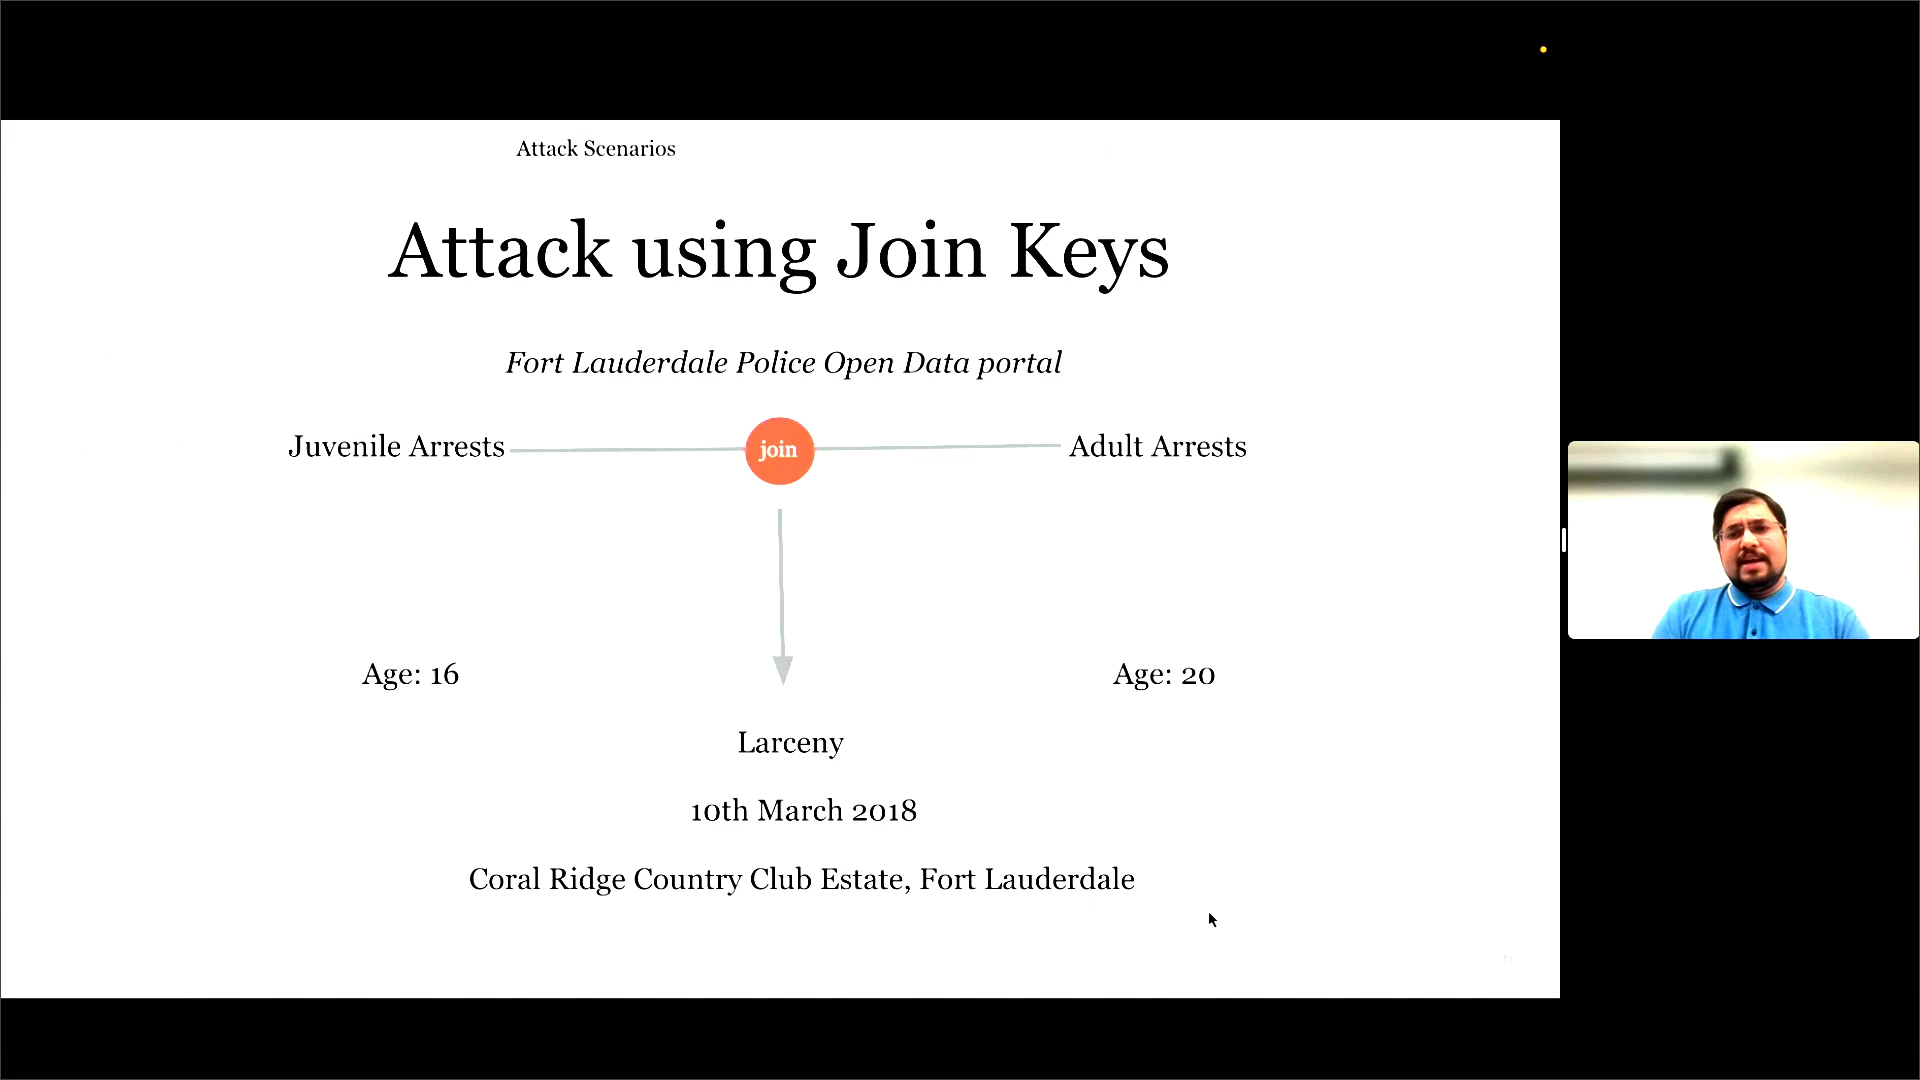 Attack Scenarios
Attack using Join Keys
Fort Lauderdale Police Open Data portal
Juvenile Arrests
join
Adult Arrests
Age: 16
Age: 20
Larceny
10th March 2018
Coral Ridge Country Club Estate, Fort Lauderdale